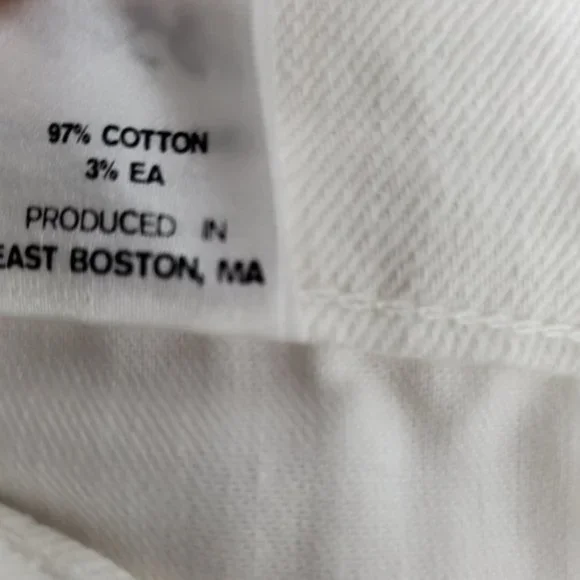 97% COTTON
3% EA
PRODUCED IN
EAST BOSTON, MA